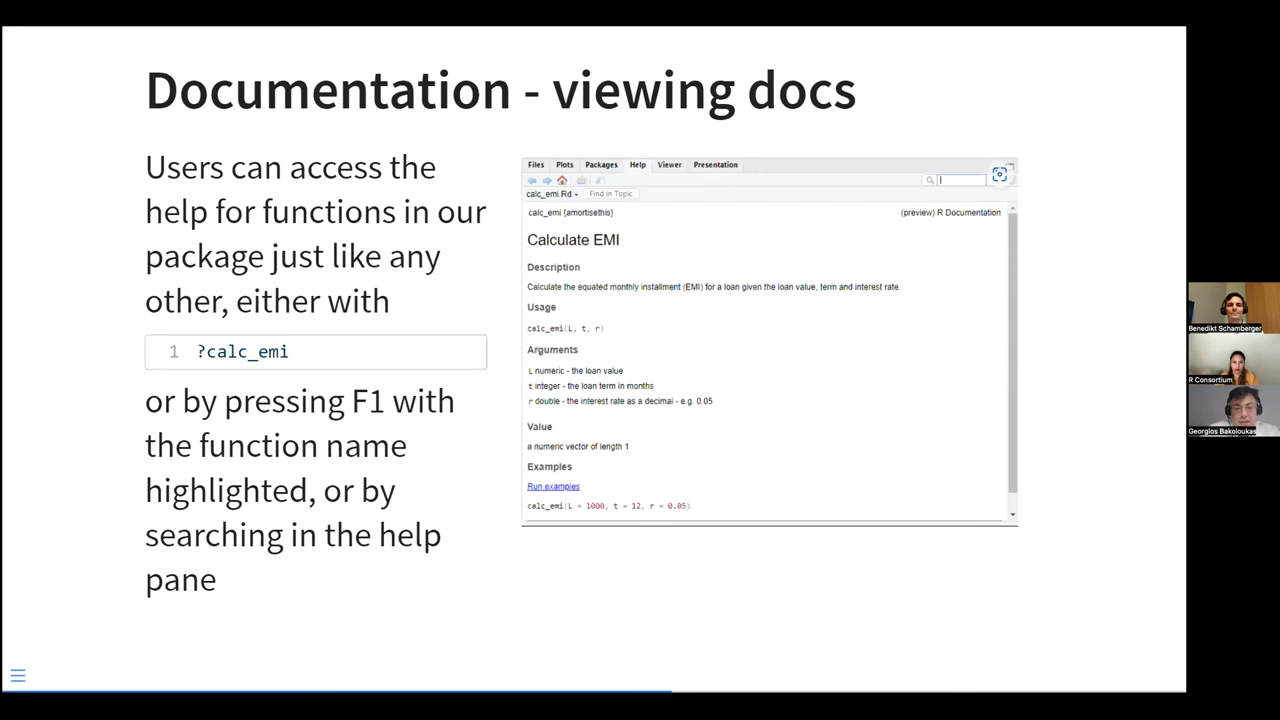 Documentation - viewing docs
Users can access the
help for functions in our
package just like any
other, either with
1 ?calc_emi
or by pressing F1 with
the function name
highlighted, or by
searching in the help
pane
Files Plots Packages Help Viewer Presentation
calc_emi.Rd Find in Topic
calc_emi {amortisethis} (preview) R Documentation
Calculate EMI
Description
Calculate the equated monthly installment (EMI) for a loan given the loan value, term and interest rate.
Usage
calc_emi(L, t, r)
Arguments
L numeric - the loan value
t integer - the loan term in months
r double - the interest rate as a decimal - e.g. 0.05
Value
a numeric vector of length 1
Examples
Run examples
calc_emi(L = 1000, t = 12, r = 0.05)
Benedikt Schamberger
R Consortium
Georgios Bakoloukas